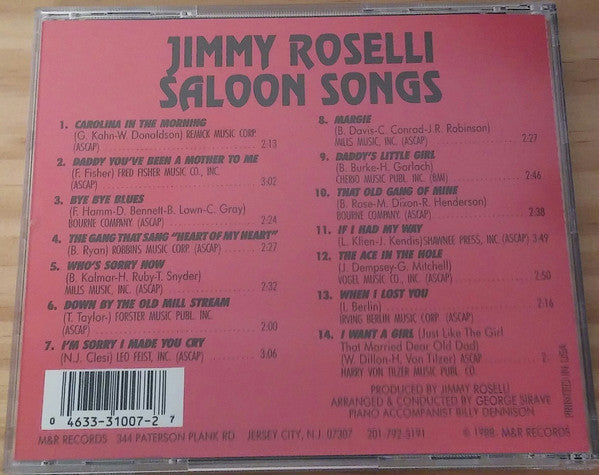 JIMMY ROSELLI
SALOON SONGS
1. CAROLINA IN THE MORNING
(G. Kahn-W. Donaldson) REMICK MUSIC CORP.
(ASCAP) 2:13
2. DADDY YOU'VE BEEN A MOTHER TO ME
(F. Fisher) FRED FISHER MUSIC CO., INC.
(ASCAP) 3:02
3. BYE BYE BLUES
(F. Hamm-D. Bennett-B. Lown-C. Gray)
BOURNE COMPANY. (ASCAP) 2:24
4. THE GANG THAT SANG "HEART OF MY HEART"
(B. Ryan) ROBBINS MUSIC CORP. (ASCAP) 2:27
5. WHO'S SORRY NOW
(B. Kalmar-H. Ruby-T. Snyder)
MILLS MUSIC, INC. (ASCAP) 2:32
6. DOWN BY THE OLD MILL STREAM
(T. Taylor-) FORSTER MUSIC PUBL. INC.
(ASCAP) 2:00
7. I'M SORRY I MADE YOU CRY
(N.J. Clesi) LEO FEIST, INC. (ASCAP) 3:06
8. MARGIE
(B. Davis-C. Conrad-J.R. Robinson)
MILLS MUSIC, INC. (ASCAP) 2:27
9. DADDY'S LITTLE GIRL
(B. Burke-H. Garlach)
CHERIO MUSIC PUBL. INC. (BMI) 2:46
10. THAT OLD GANG OF MINE
(B. Rose-M. Dixon-R. Henderson)
BOURNE COMPANY. (ASCAP) 2:38
11. IF I HAD MY WAY
(L. Klien-J. Kendis) SHAWNEE PRESS, INC. (ASCAP) 3:49
12. THE ACE IN THE HOLE
(J. Dempsey-G. Mitchell)
VOGEL MUSIC CO., INC. (ASCAP) 2:50
13. WHEN I LOST YOU
(I. Berlin) 2:16
IRVING BERLIN MUSIC CORP. (ASCAP)
14. I WANT A GIRL (Just Like The Girl
That Married Dear Old Dad)
(W. Dillon-H. Von Tilzer) ASCAP
HARRY VON TILZER MUSIC PUBL. CO.
PRODUCED BY JIMMY ROSELLI
ARRANGED & CONDUCTED BY GEORGE SIRAVE
PIANO ACCOMPANIST BILLY DENNISON
PRINTED IN USA
0 4633-31007-2 7
M&R RECORDS 344 PATERSON PLANK RD. JERSEY CITY, N.J. 07307 201-792-5191 © 1988 M&R RECORDS